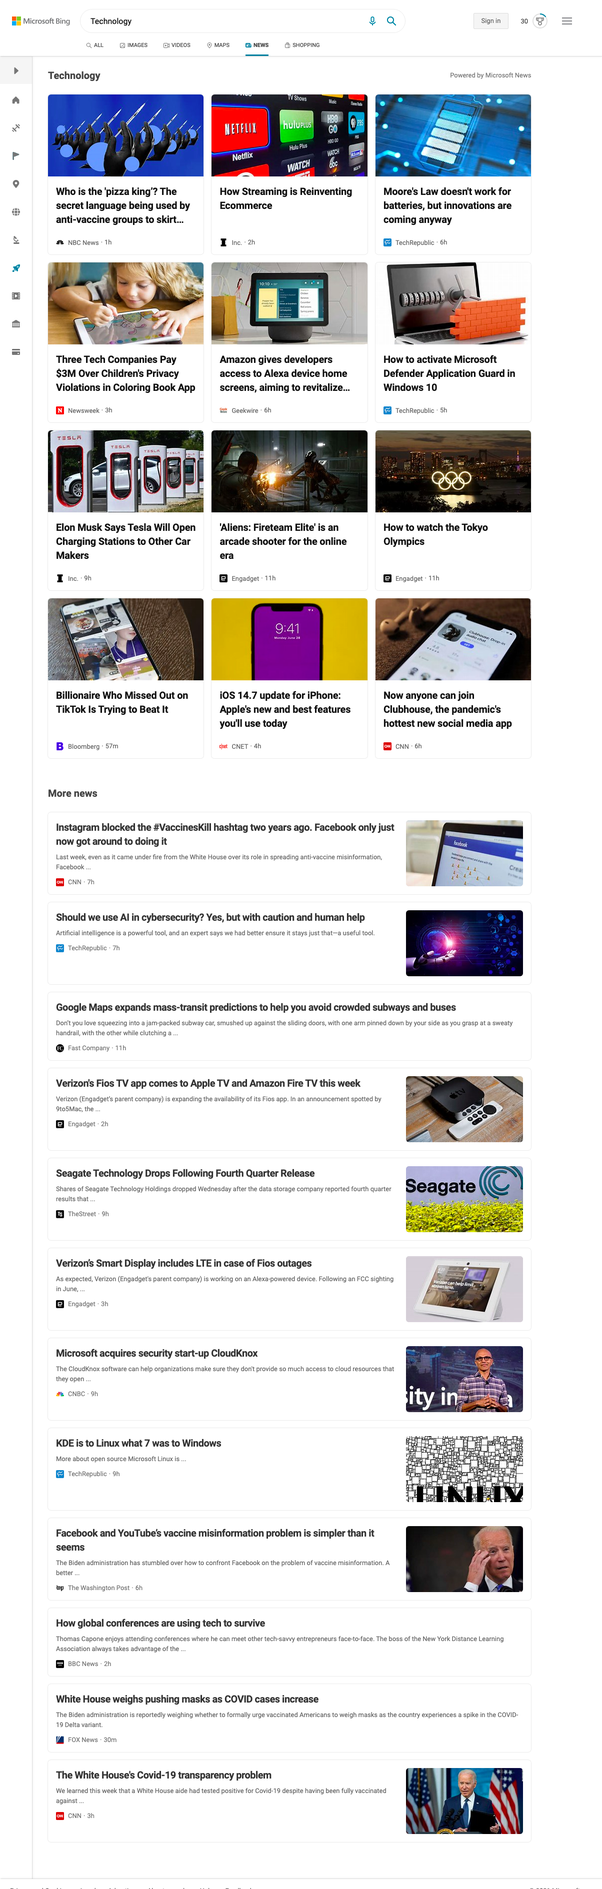 Microsoft Bing
Technology
Sign in
30
ALL
IMAGES
VIDEOS
MAPS
NEWS
SHOPPING
Technology
Powered by Microsoft News
Who is the 'pizza king'? The
secret language being used by
anti-vaccine groups to skirt...
NBC News · 1h
NETFLIX
Netflix
TV Shows
hulu PLUS
Hulu Plus
WATCH
HBO
GO
How Streaming is Reinventing
Ecommerce
Inc. · 2h
Moore's Law doesn't work for
batteries, but innovations are
coming anyway
TechRepublic · 6h
Three Tech Companies Pay
$3M Over Children's Privacy
Violations in Coloring Book App
Newsweek · 3h
Amazon gives developers
access to Alexa device home
screens, aiming to revitalize...
Geekwire · 6h
How to activate Microsoft
Defender Application Guard in
Windows 10
TechRepublic · 5h
TESLA
TESLA
Elon Musk Says Tesla Will Open
Charging Stations to Other Car
Makers
Inc. · 9h
'Aliens: Fireteam Elite' is an
arcade shooter for the online
era
Engadget · 11h
How to watch the Tokyo
Olympics
Engadget · 11h
Billionaire Who Missed Out on
TikTok Is Trying to Beat It
Bloomberg · 57m
9:41
iOS 14.7 update for iPhone:
Apple's new and best features
you'll use today
CNET · 4h
Now anyone can join
Clubhouse, the pandemic's
hottest new social media app
CNN · 6h
More news
Instagram blocked the #VaccinesKill hashtag two years ago. Facebook only just
now got around to doing it
Last week, even as it came under fire from the White House over its role in spreading anti-vaccine misinformation,
Facebook ...
CNN · 7h
facebook
Should we use AI in cybersecurity? Yes, but with caution and human help
Artificial intelligence is a powerful tool, and an expert says we had better ensure it stays just that—a useful tool.
TechRepublic · 7h
Google Maps expands mass-transit predictions to help you avoid crowded subways and buses
Don't you love squeezing into a jam-packed subway car, smushed up against the sliding doors, with one arm pinned down by your side as you grasp at a sweaty
handrail, with the other while clutching a ...
Fast Company · 11h
Verizon's Fios TV app comes to Apple TV and Amazon Fire TV this week
Verizon (Engadget's parent company) is expanding the availability of its Fios app. In an announcement spotted by
9to5Mac, the ...
Engadget · 2h
Seagate Technology Drops Following Fourth Quarter Release
Shares of Seagate Technology Holdings dropped Wednesday after the data storage company reported fourth quarter
results that ...
TheStreet · 9h
Seagate
Verizon's Smart Display includes LTE in case of Fios outages
As expected, Verizon (Engadget's parent company) is working on an Alexa-powered device. Following an FCC sighting
in June, ...
Engadget · 3h
Microsoft acquires security start-up CloudKnox
The CloudKnox software can help organizations make sure they don't provide so much access to cloud resources that
they open ...
CNBC · 9h
KDE is to Linux what 7 was to Windows
More about open source Microsoft Linux is ...
TechRepublic · 9h
LINUX
Facebook and YouTube's vaccine misinformation problem is simpler than it
seems
The Biden administration has stumbled over how to confront Facebook on the problem of vaccine misinformation. A
better ...
The Washington Post · 6h
How global conferences are using tech to survive
Thomas Capone enjoys attending conferences where he can meet other tech-savvy entrepreneurs face-to-face. The boss of the New York Distance Learning
Association always takes advantage of the ...
BBC News · 2h
White House weighs pushing masks as COVID cases increase
The Biden administration is reportedly weighing whether to formally urge vaccinated Americans to weigh masks as the country experiences a spike in the COVID-
19 Delta variant.
FOX News · 30m
The White House's Covid-19 transparency problem
We learned this week that a White House aide had tested positive for Covid-19 despite having been fully vaccinated
against ...
CNN · 3h